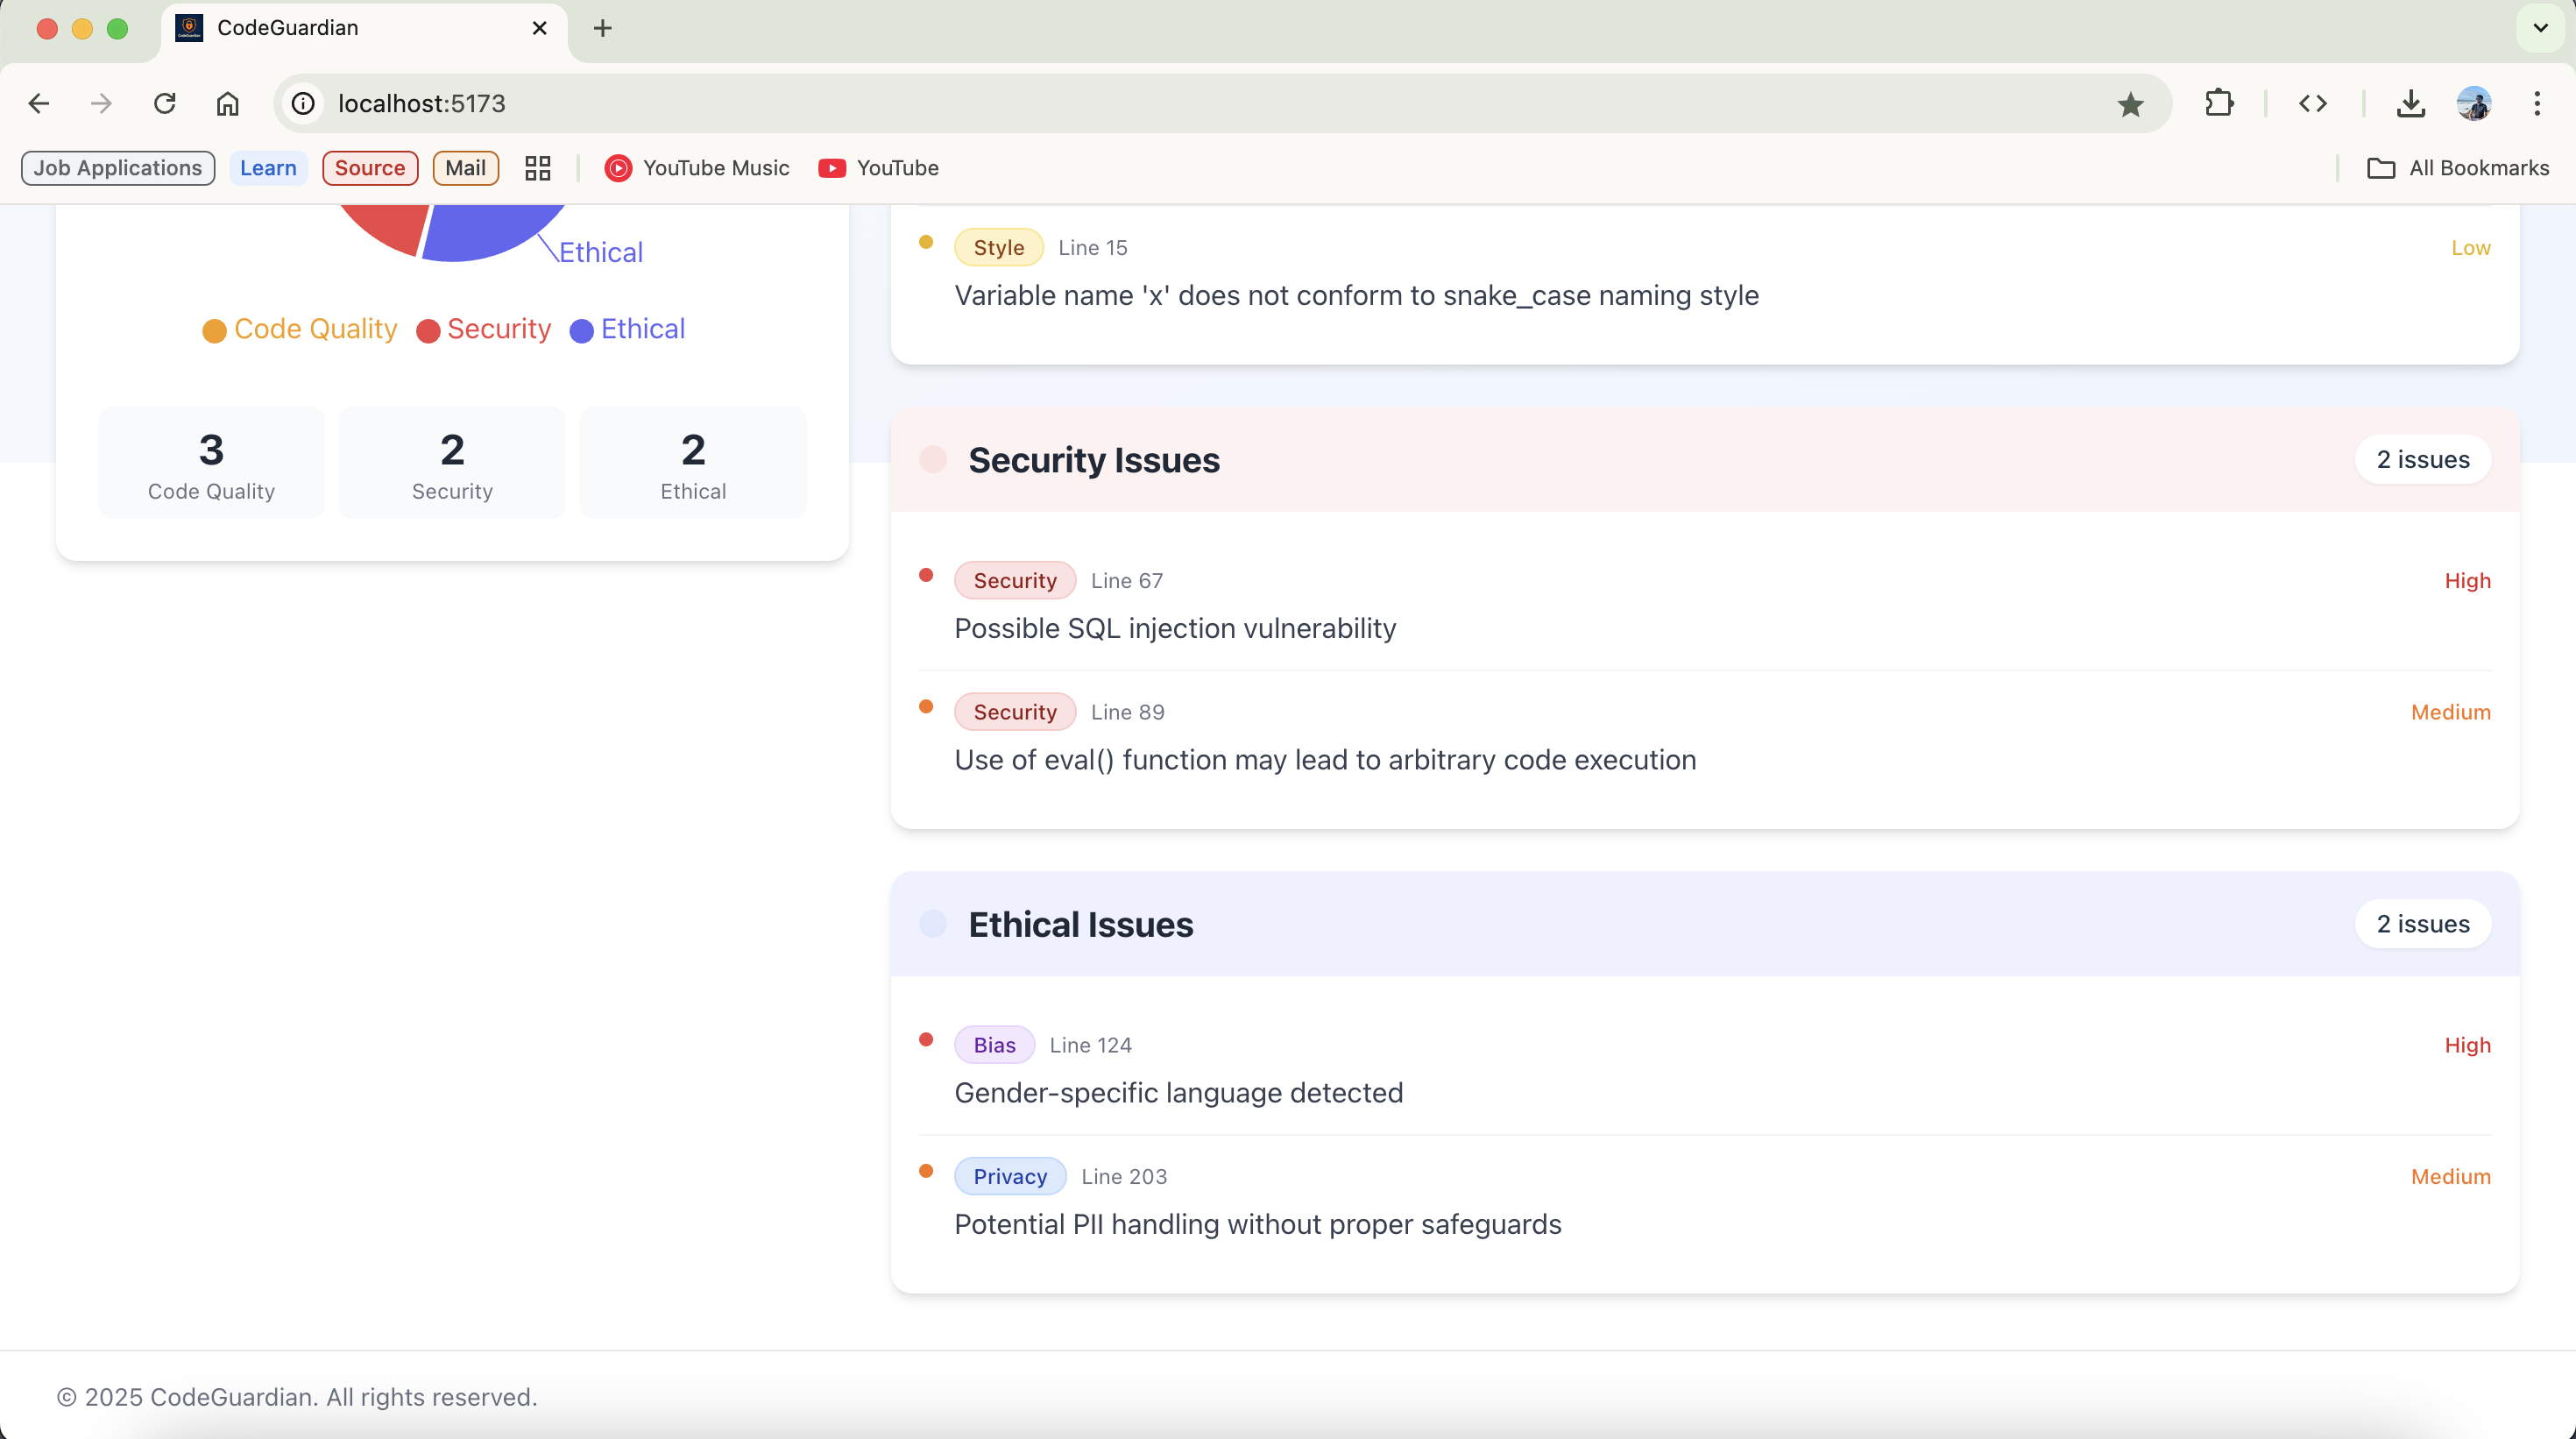 CodeGuardian
localhost:5173
Job Applications
Learn
Source
Mail
YouTube Music
YouTube
All Bookmarks
Ethical
Code Quality
Security
Ethical
3
Code Quality
2
Security
2
Ethical
Style
Line 15
Low
Variable name 'x' does not conform to snake_case naming style
Security Issues
2 issues
Security
Line 67
High
Possible SQL injection vulnerability
Security
Line 89
Medium
Use of eval() function may lead to arbitrary code execution
Ethical Issues
2 issues
Bias
Line 124
High
Gender-specific language detected
Privacy
Line 203
Medium
Potential PII handling without proper safeguards
© 2025 CodeGuardian. All rights reserved.